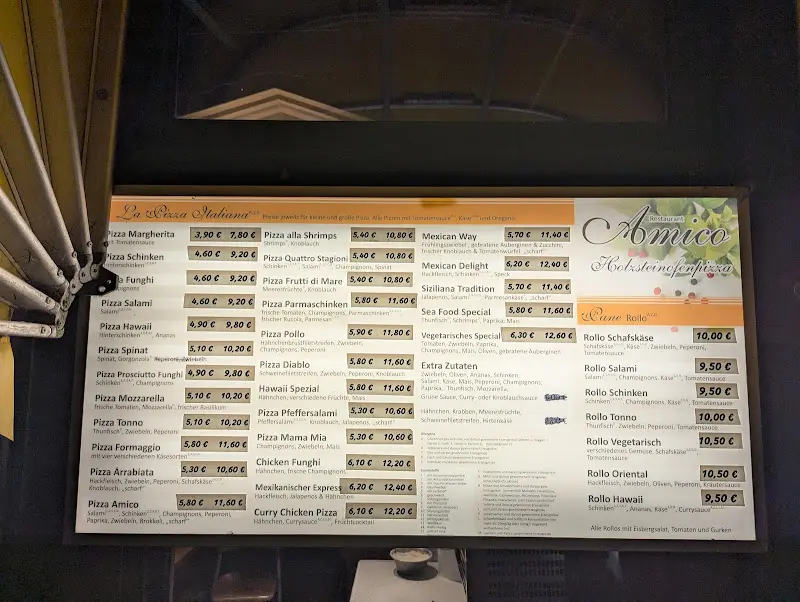 La Pizza Italiana Preise jeweils für kleine und große Pizza. Alle Pizzen mit Tomatensauce, Käse und Oregano
Pizza Margherita 3,90 € 7,80 €
Tomatensauce
Pizza Schinken 4,60 € 9,20 €
Hinterschinken
Funghi 4,60 € 9,20 €
Pizza Salami 4,60 € 9,20 €
Salami
Pizza Hawaii 4,90 € 9,80 €
Hinterschinken, Ananas
Pizza Spinat 5,10 € 10,20 €
Spinat, Gorgonzola, Peperoni, Zwiebeln
Pizza Prosciutto Funghi 4,90 € 9,80 €
Schinken, Champignons
Pizza Mozzarella 5,10 € 10,20 €
frische Tomaten, Mozzarella, frischer Basilikum
Pizza Tonno 5,10 € 10,20 €
Thunfisch, Zwiebeln, Peperoni
Pizza Formaggio 5,80 € 11,60 €
mit vier verschiedenen Käsesorten
Pizza Arrabiata 5,30 € 10,60 €
Hackfleisch, Zwiebeln, Peperoni, Schafskäse
Knoblauch, „scharf"
Pizza Amico 5,80 € 11,60 €
Salami, Schinken, Champignons, Peperoni,
Paprika, Zwiebeln, Brokkoli, „scharf"
Pizza alla Shrimps 5,40 € 10,80 €
Shrimps, Knoblauch
Pizza Quattro Stagioni 5,40 € 10,80 €
Schinken, Salami, Champignons, Spinat
Pizza Frutti di Mare 5,40 € 10,80 €
Meeresfrüchte, Knoblauch
Pizza Parmaschinken 5,80 € 11,60 €
frische Tomaten, Champignons, Parmaschinken
frischer Rucola, Parmesan
Pizza Pollo 5,90 € 11,80 €
Hähnchenbrustfiletstreifen, Zwiebeln,
Champignons, Peperoni
Pizza Diablo 5,80 € 11,60 €
Schweinefiletstreifen, Zwiebeln, Peperoni, Knoblauch
Hawaii Spezial 5,80 € 11,60 €
Hähnchen, verschiedene Früchte, Mais
Pizza Pfeffersalami 5,30 € 10,60 €
Pfeffersalami, Knoblauch, Jalapenos, „scharf"
Pizza Mama Mia 5,30 € 10,60 €
Champignons, Zwiebeln, Spinat
Chicken Funghi 6,10 € 12,20 €
Hähnchen, frische Champignons
Mexikanischer Express 6,20 € 12,40 €
Hackfleisch, Jalapenos & Hähnchen
Curry Chicken Pizza 6,10 € 12,20 €
Hähnchen, Currysauce, Fruchtcocktail
Mexican Way 5,70 € 11,40 €
Frühlingszwiebel, gebratene Auberginen & Zucchini,
frischer Knoblauch & Tomatenwürfel, „scharf"
Mexican Delight 6,20 € 12,40 €
Hackfleisch, Schinken, Speck
Siziliana Tradition 5,70 € 11,40 €
Jalapenos, Salami, Parmesankäse, „scharf"
Sea Food Special 5,80 € 11,60 €
Thunfisch, Schrimps, Paprika, Mais
Vegetarisches Spezial 6,30 € 12,60 €
Tomaten, Zwiebeln, Paprika,
Champignons, Mais, Oliven, gebratene Auberginen
Extra Zutaten
Zwiebeln, Oliven, Ananas, Schinken,
Salami, Käse, Mais, Peperoni, Champignons,
Paprika, Thunfisch, Mozzarella,
Grüne Sauce, Curry- oder Knoblauchsauce
Hähnchen, Krabben, Meeresfrüchte,
Schweinefiletstreifen, Hirtenkäse
Restaurant
Amico
Holzsteinofenpizza
Pane Rollo
Rollo Schafskäse 10,00 €
Schafskäse, Käse, Zwiebeln, Peperoni,
Tomatensauce
Rollo Salami 9,50 €
Salami, Champignons, Käse, Tomatensauce
Rollo Schinken 9,50 €
Schinken, Champignons, Käse, Tomatensauce
Rollo Tonno 10,00 €
Thunfisch, Zwiebeln, Peperoni, Tomatensauce
Rollo Vegetarisch 10,50 €
verschiedenes Gemüse, Schafskäse
Tomatensauce
Rollo Oriental 10,50 €
Hackfleisch, Zwiebeln, Oliven, Peperoni, Kräutersauce
Rollo Hawaii 9,50 €
Schinken, Ananas, Käse, Currysauce
Alle Rollos mit Eisbergsalat, Tomaten und Gurken